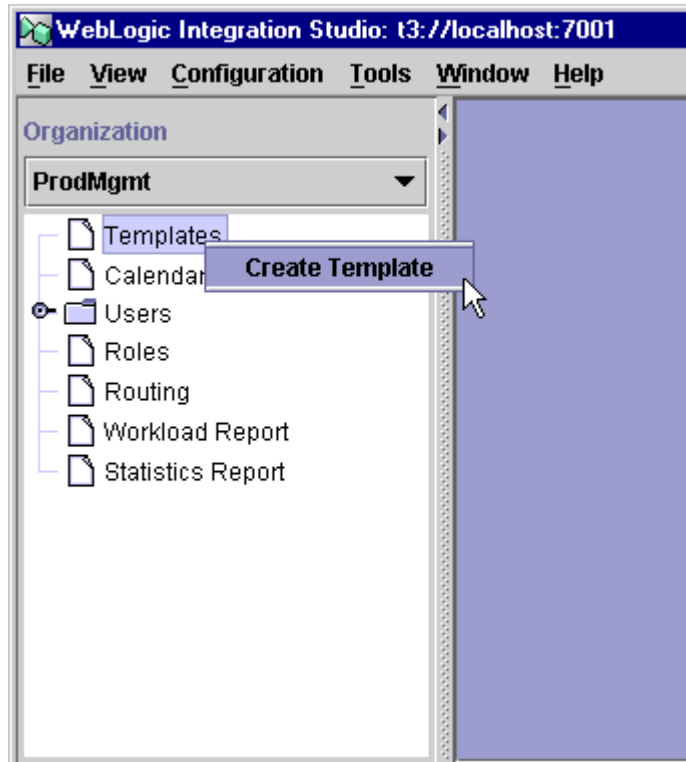 WebLogic Integration Studio: t3://localhost:7001
File View Configuration Tools Window Help
Organization
ProdMgmt
Templates
Create Template
Calendar
Users
Roles
Routing
Workload Report
Statistics Report